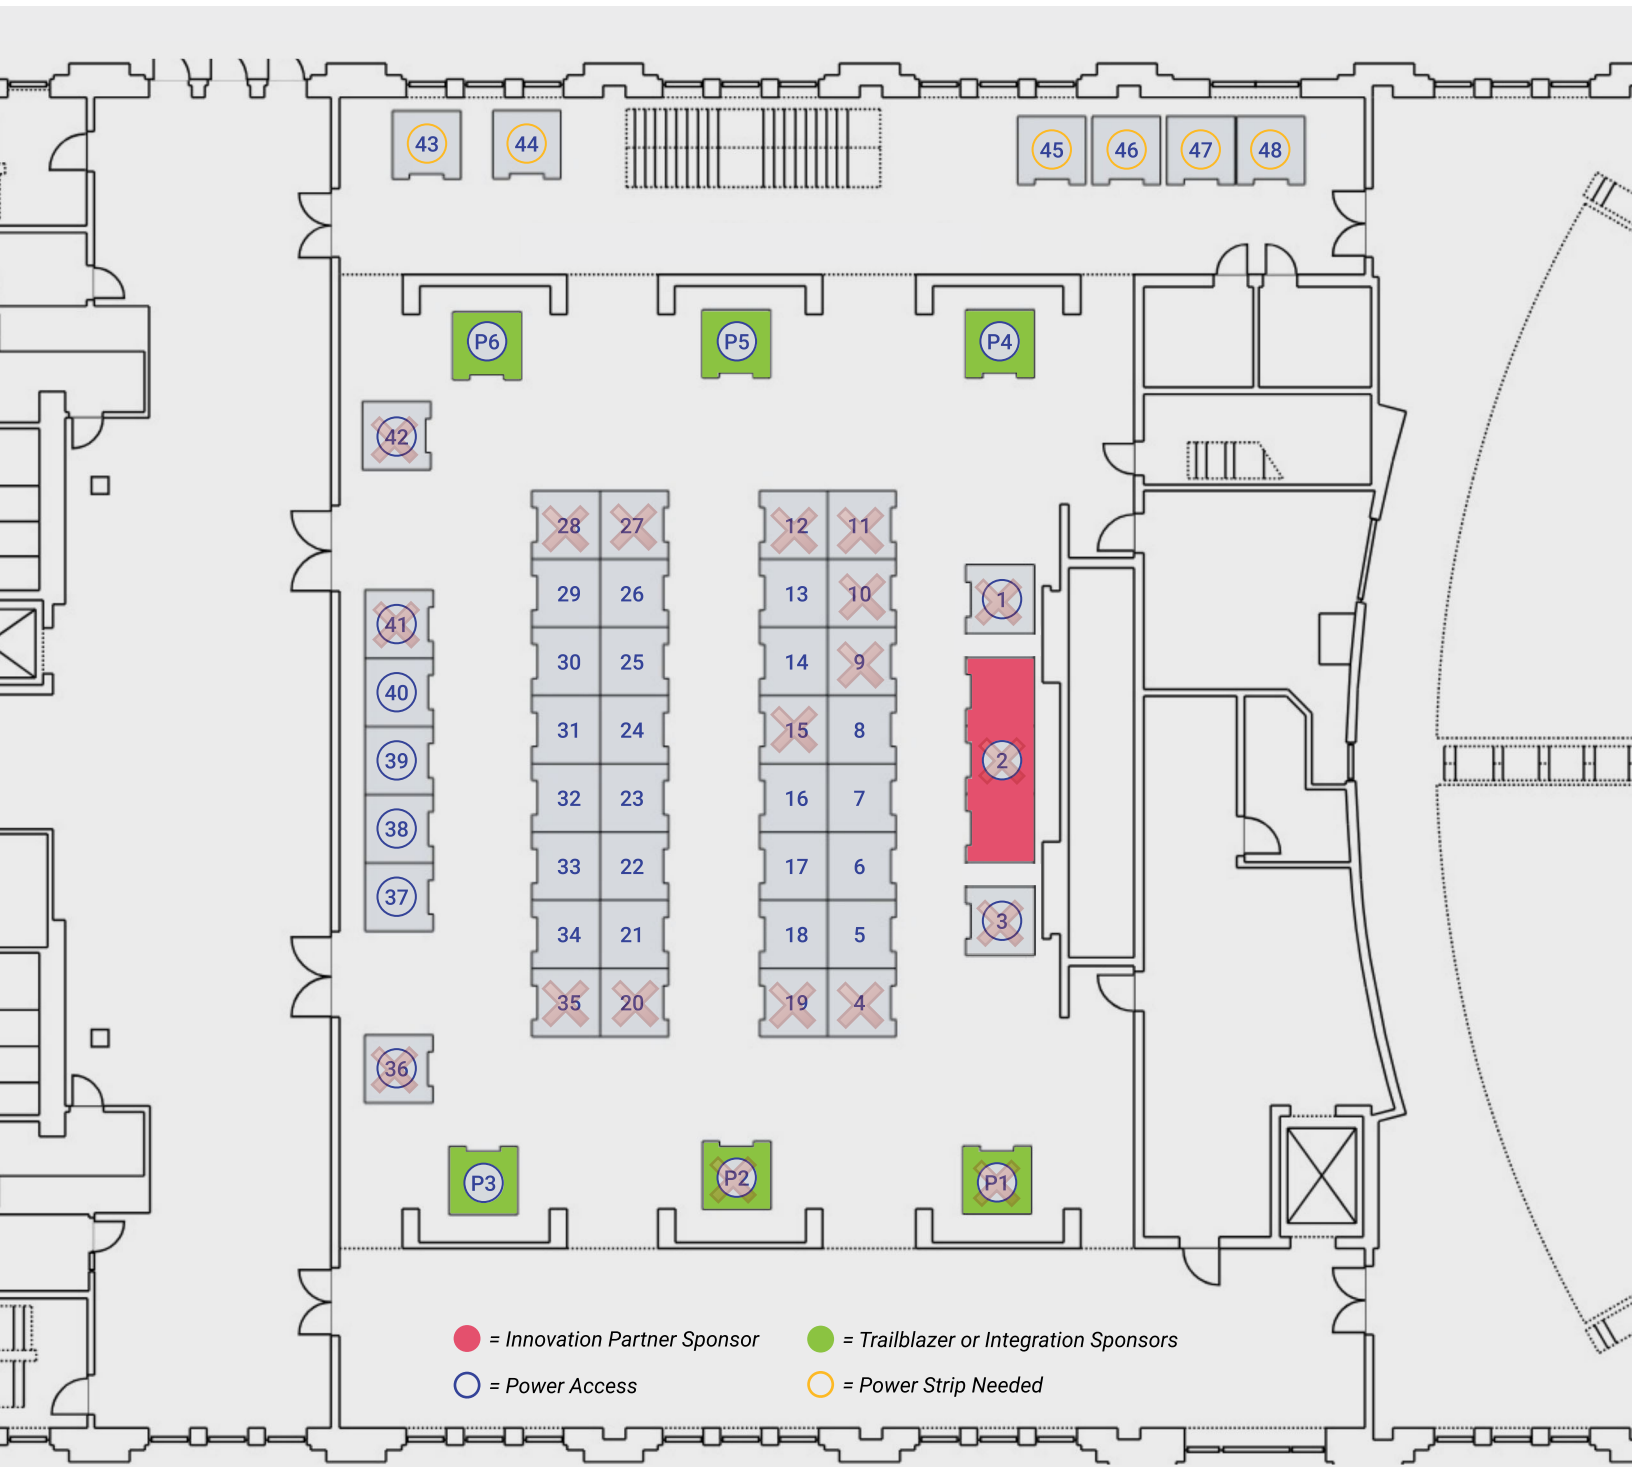 43 44 45 46 47 48
P6 P5 P4
42
28 27 12 11
29 26 13 10 1
41
30 25 14 9
40
31 24 15 8
39 2
32 23 16 7
38
33 22 17 6
37
34 21 18 5 3
35 20 19 4
36
P3 P2 P1
= Innovation Partner Sponsor = Trailblazer or Integration Sponsors
= Power Access = Power Strip Needed